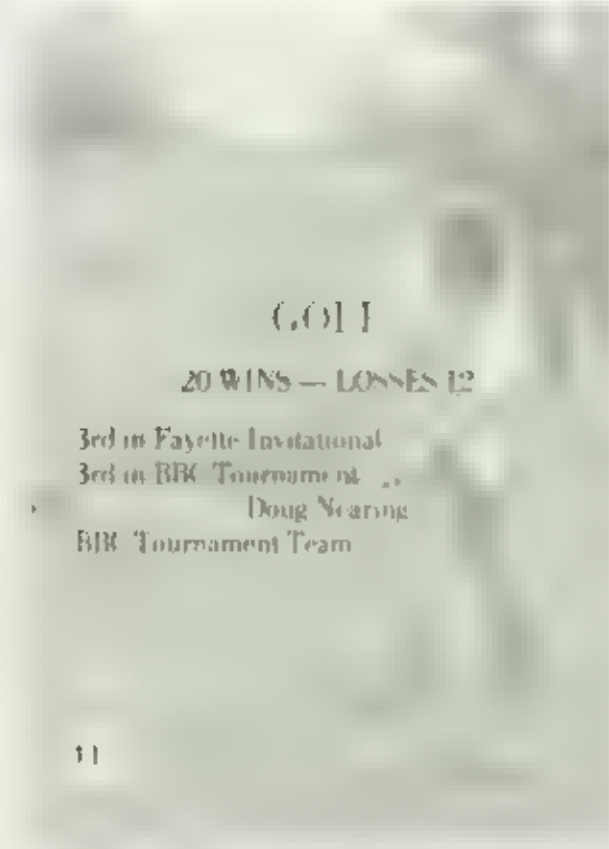 GOLF
20 WINS — LOSSES 12
3rd in Fayette Invitational
3rd in BBC Tournament
Doug Nearing
BBC Tournament Team